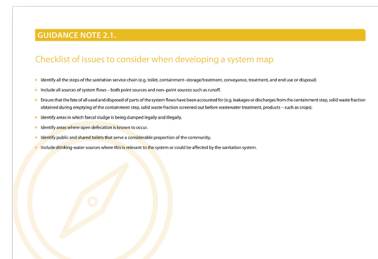 GUIDANCE NOTE 2.1.
Checklist of issues to consider when developing a system map
Identify all the steps of the sanitation service chain (e.g. toilet, containment–storage/treatment, conveyance, treatment, and end use or disposal)
Include all sources of system flows – both point sources and non-point sources such as runoff.
Ensure that the fate of all used and disposed of parts of the system flows have been accounted for (e.g. leakages or discharges from the containment step, solid waste fraction
obtained during emptying of the containment step, solid waste fraction screened out before wastewater treatment, products – such as crops).
Identify areas in which faecal sludge is being dumped legally and illegally.
Identify areas where open defecation is known to occur.
Identify public and shared toilets that serve a considerable proportion of the community.
Include drinking-water sources where this is relevant to the system or could be affected by the sanitation system.